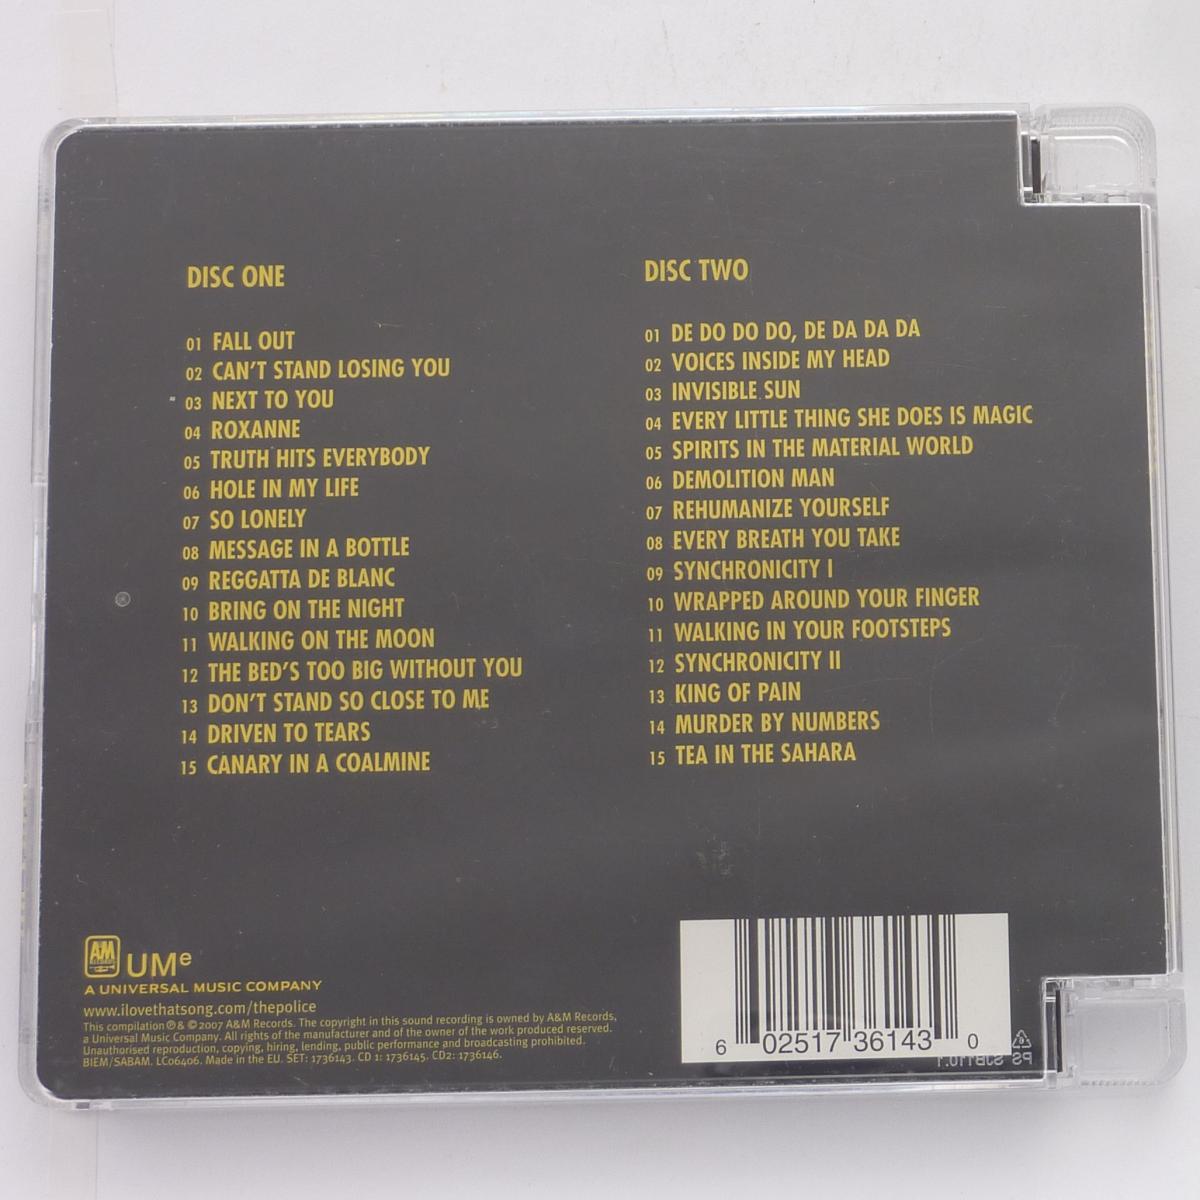 DISC ONE
01 FALL OUT
02 CAN'T STAND LOSING YOU
03 NEXT TO YOU
04 ROXANNE
05 TRUTH HITS EVERYBODY
06 HOLE IN MY LIFE
07 SO LONELY
08 MESSAGE IN A BOTTLE
09 REGGATTA DE BLANC
10 BRING ON THE NIGHT
11 WALKING ON THE MOON
12 THE BED'S TOO BIG WITHOUT YOU
13 DON'T STAND SO CLOSE TO ME
14 DRIVEN TO TEARS
15 CANARY IN A COALMINE
DISC TWO
01 DE DO DO DO, DE DA DA DA
02 VOICES INSIDE MY HEAD
03 INVISIBLE SUN
04 EVERY LITTLE THING SHE DOES IS MAGIC
05 SPIRITS IN THE MATERIAL WORLD
06 DEMOLITION MAN
07 REHUMANIZE YOURSELF
08 EVERY BREATH YOU TAKE
09 SYNCHRONICITY I
10 WRAPPED AROUND YOUR FINGER
11 WALKING IN YOUR FOOTSTEPS
12 SYNCHRONICITY II
13 KING OF PAIN
14 MURDER BY NUMBERS
15 TEA IN THE SAHARA
AM UMe
A UNIVERSAL MUSIC COMPANY
www.ilovethatsong.com/thepolice
This compilation ℗ & © 2007 A&M Records. The copyright in this sound recording is owned by A&M Records,
a Universal Music Company. All rights of the manufacturer and of the owner of the work produced reserved.
Unauthorised reproduction, copying, hiring, lending, public performance and broadcasting prohibited.
BIEM/SABAM. LC06406. Made in the EU. SET: 1736143. CD 1: 1736145. CD2: 1736146.
6 02517 36143 0
PS